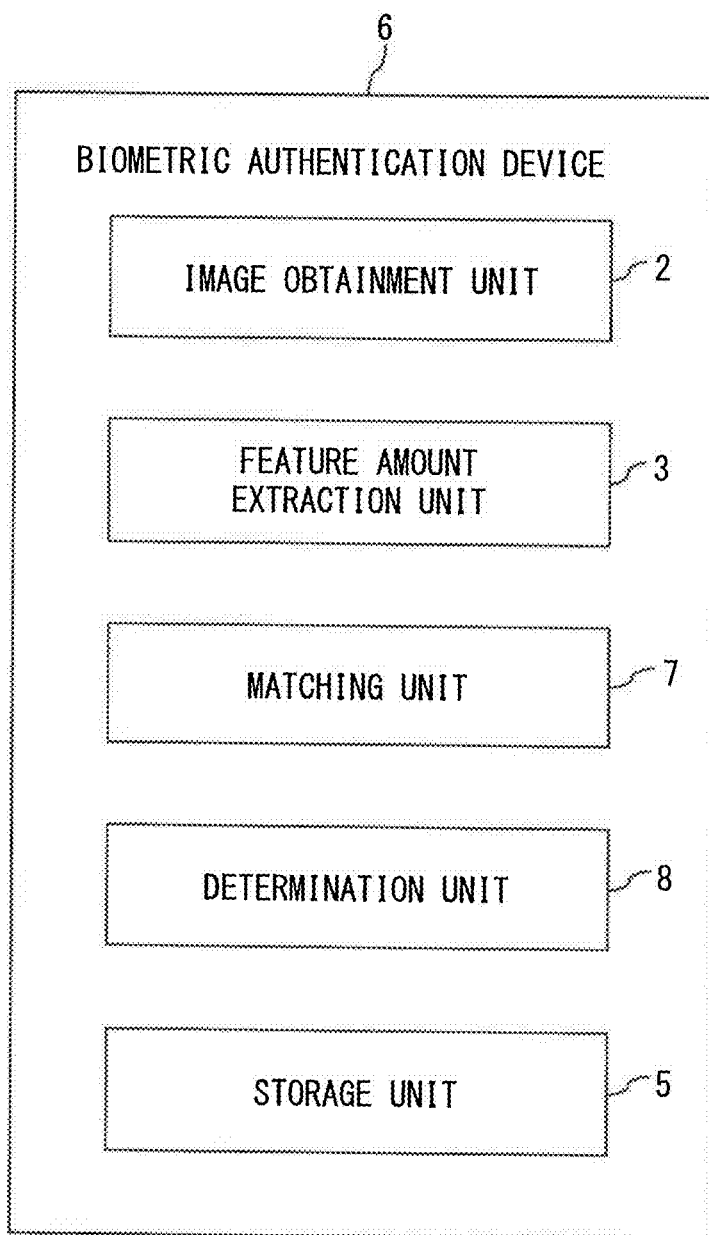 6
BIOMETRIC AUTHENTICATION DEVICE
IMAGE OBTAINMENT UNIT
2
FEATURE AMOUNT
EXTRACTION UNIT
3
MATCHING UNIT
7
DETERMINATION UNIT
8
STORAGE UNIT
5